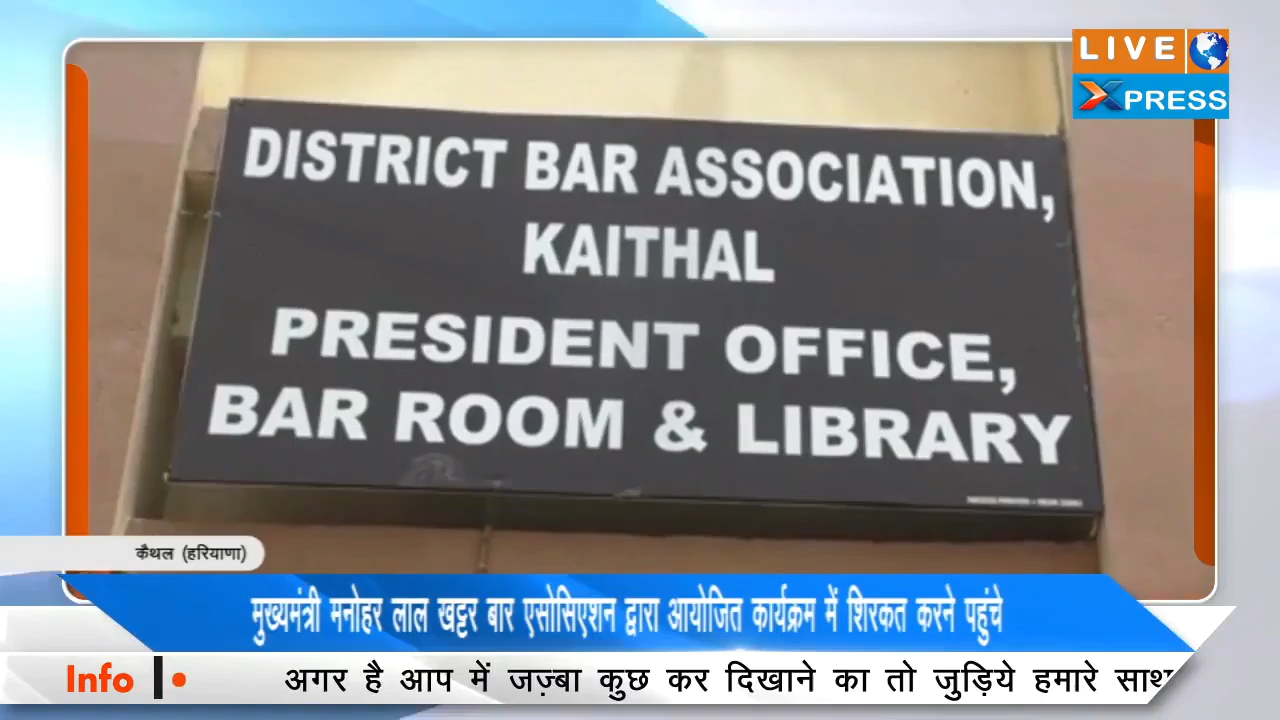 LIVE
XPRESS
DISTRICT BAR ASSOCIATION,
KAITHAL
PRESIDENT OFFICE,
BAR ROOM & LIBRARY
कैथल (हरियाणा)
मुख्यमंत्री मनोहर लाल खट्टर बार एसोसिएशन द्वारा आयोजित कार्यक्रम में शिरकत करने पहुंचे
Info
अगर है आप में जज़्बा कुछ कर दिखाने का तो जुड़िये हमारे साथ